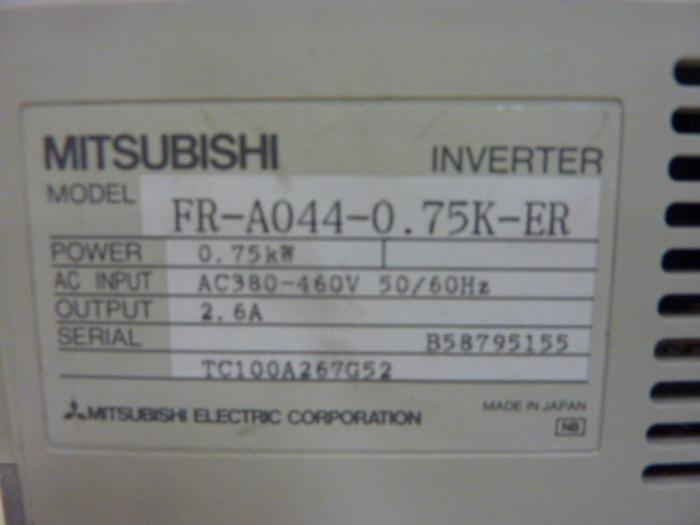 MITSUBISHI INVERTER
MODEL FR-A044-0.75K-ER
POWER 0.75kW
AC INPUT AC380-460V 50/60Hz
OUTPUT 2.6A
SERIAL B58795155
TC100A267G52
MITSUBISHI ELECTRIC CORPORATION MADE IN JAPAN
NB